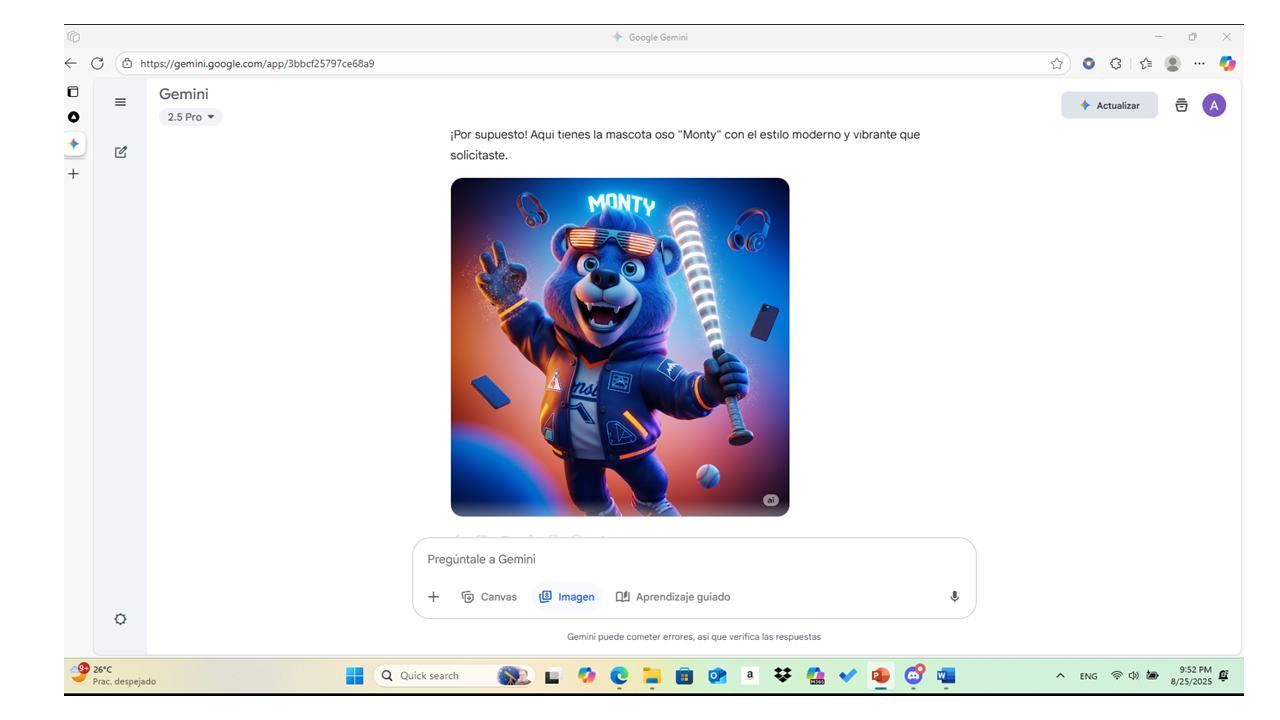 Google Gemini
https://gemini.google.com/app/3bbcf25797ce68a9
Gemini
2.5 Pro
Actualizar
A
¡Por supuesto! Aquí tienes la mascota oso "Monty" con el estilo moderno y vibrante que
solicitaste.
MONTY
ai
Pregúntale a Gemini
Canvas
Imagen
Aprendizaje guiado
Gemini puede cometer errores, así que verifica las respuestas
9+
26°C
Prac. despejado
Quick search
a
M365
ENG
9:52 PM
8/25/2025